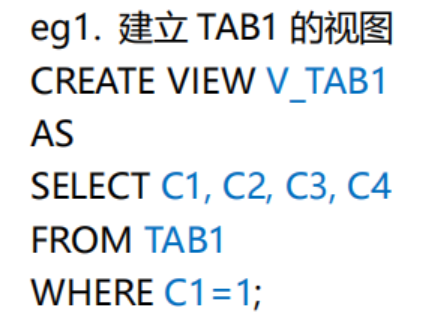 eg1. 建立 TAB1 的视图
CREATE VIEW V_TAB1
AS
SELECT C1, C2, C3, C4
FROM TAB1
WHERE C1=1;